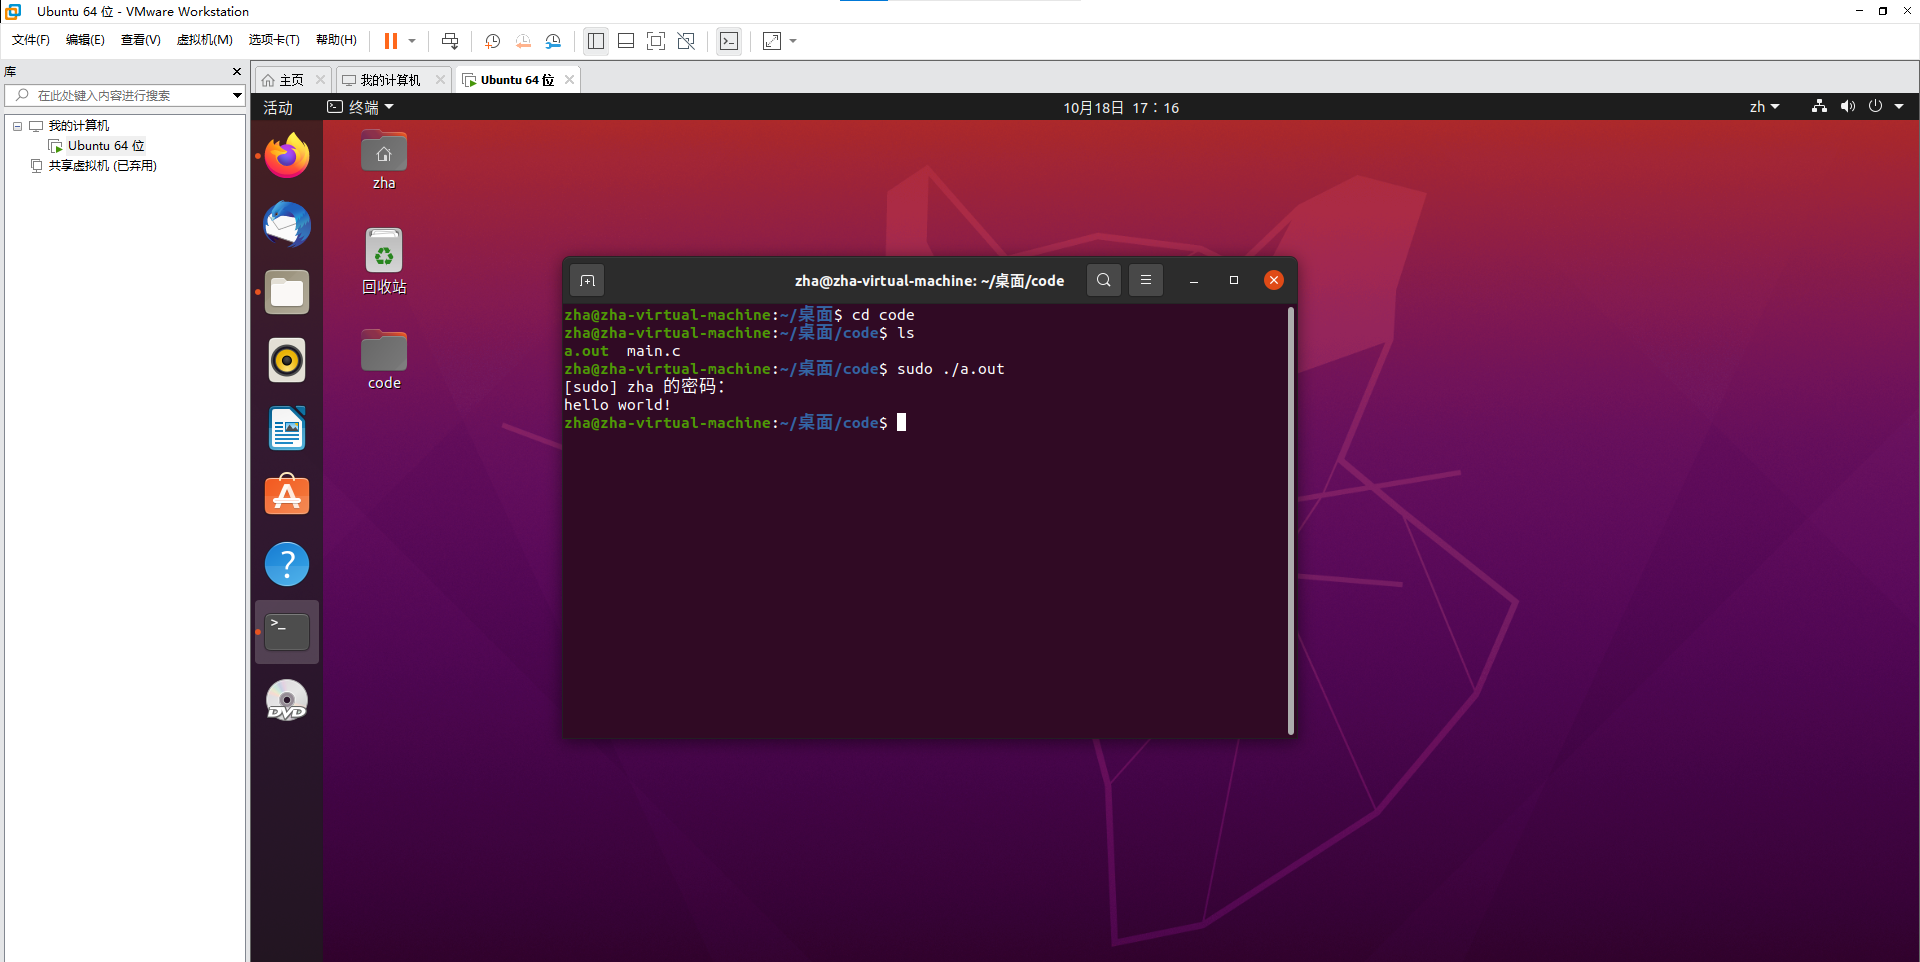 Ubuntu 64 位 - VMware Workstation
文件(F) 编辑(E) 查看(V) 虚拟机(M) 选项卡(T) 帮助(H)
库
在此处键入内容进行搜索
我的计算机
Ubuntu 64 位
共享虚拟机 (已弃用)
主页 我的计算机 Ubuntu 64 位
活动 终端 10月18日 17：16 zh
zha
回收站
code
DVD
zha@zha-virtual-machine: ~/桌面/code
zha@zha-virtual-machine:~/桌面$ cd code
zha@zha-virtual-machine:~/桌面/code$ ls
a.out main.c
zha@zha-virtual-machine:~/桌面/code$ sudo ./a.out
[sudo] zha 的密码：
hello world!
zha@zha-virtual-machine:~/桌面/code$